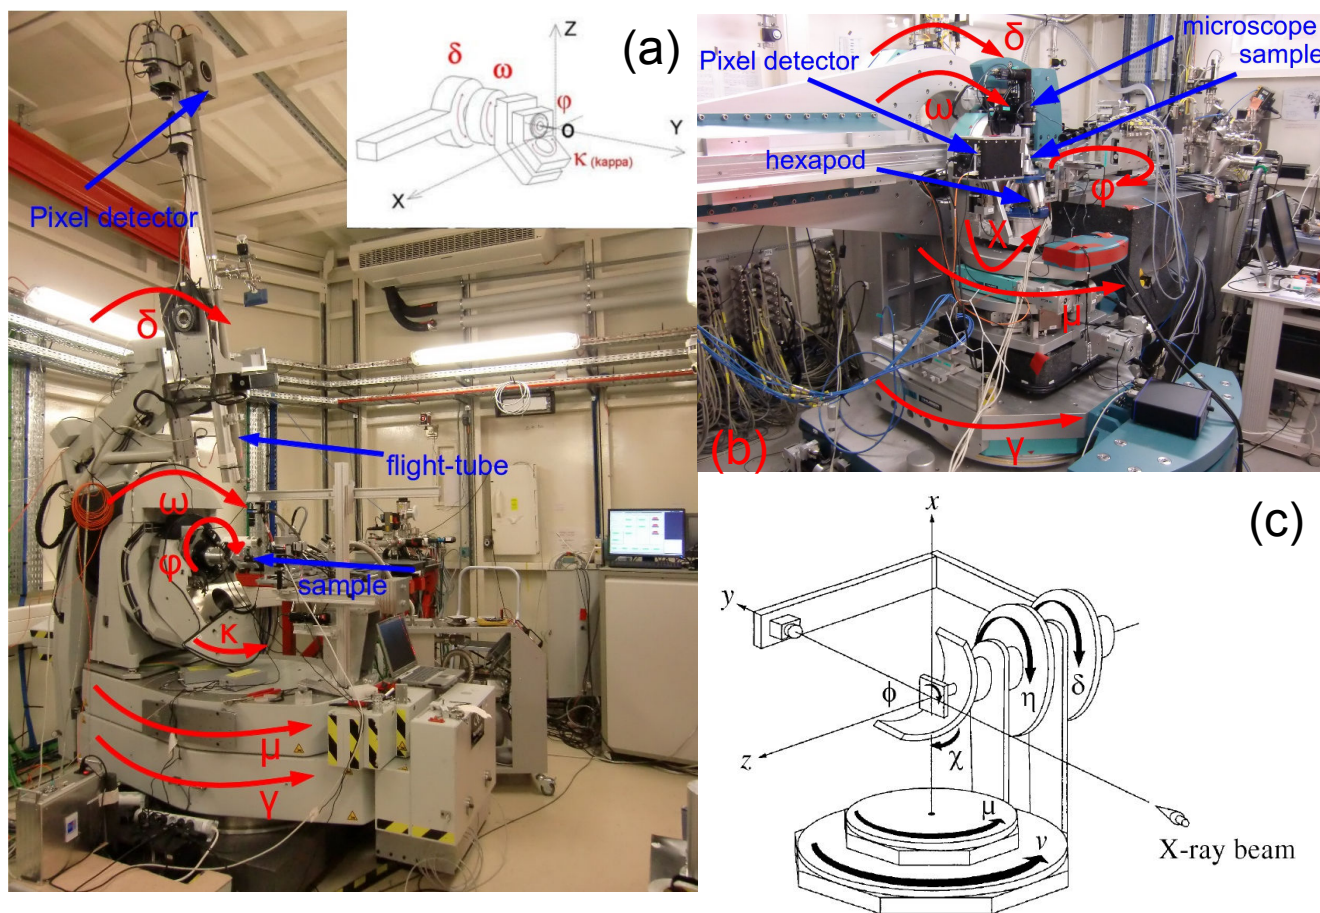 (a)
Z
δ
ω
φ
O
Y
K (kappa)
X
Pixel detector
δ
flight-tube
ω
φ
sample
κ
μ
γ
δ
microscope
sample
Pixel detector
ω
hexapod
φ
χ
μ
γ
(b)
(c)
x
y
ϕ
η
δ
z
χ
μ
ν
X-ray beam